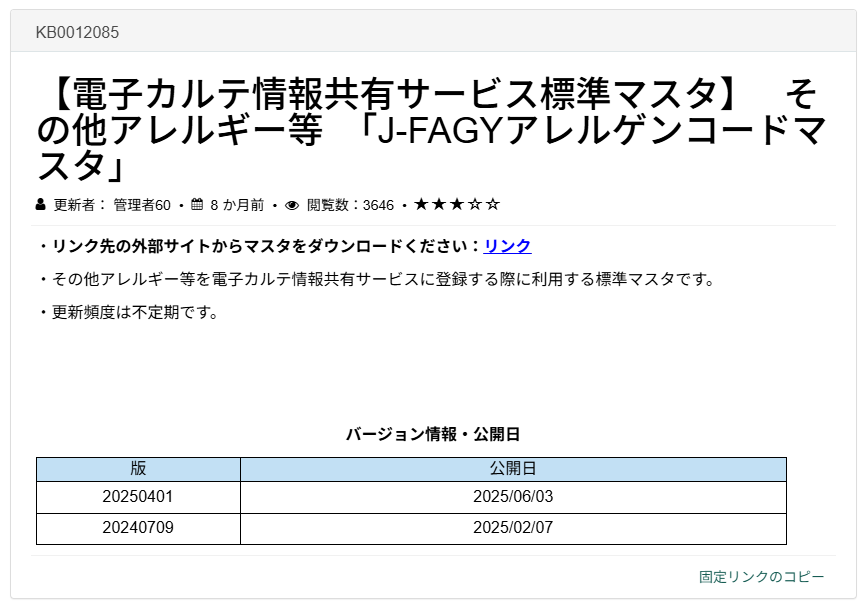 KB0012085
【電子カルテ情報共有サービス標準マスタ】　そ
の他アレルギー等　「J-FAGYアレルゲンコードマ
スタ」
更新者： 管理者60 • 8 か月前 • 閲覧数：3646 • ★★★☆☆
・リンク先の外部サイトからマスタをダウンロードください：リンク
・その他アレルギー等を電子カルテ情報共有サービスに登録する際に利用する標準マスタです。
・更新頻度は不定期です。
バージョン情報・公開日
版 公開日
20250401 2025/06/03
20240709 2025/02/07
固定リンクのコピー